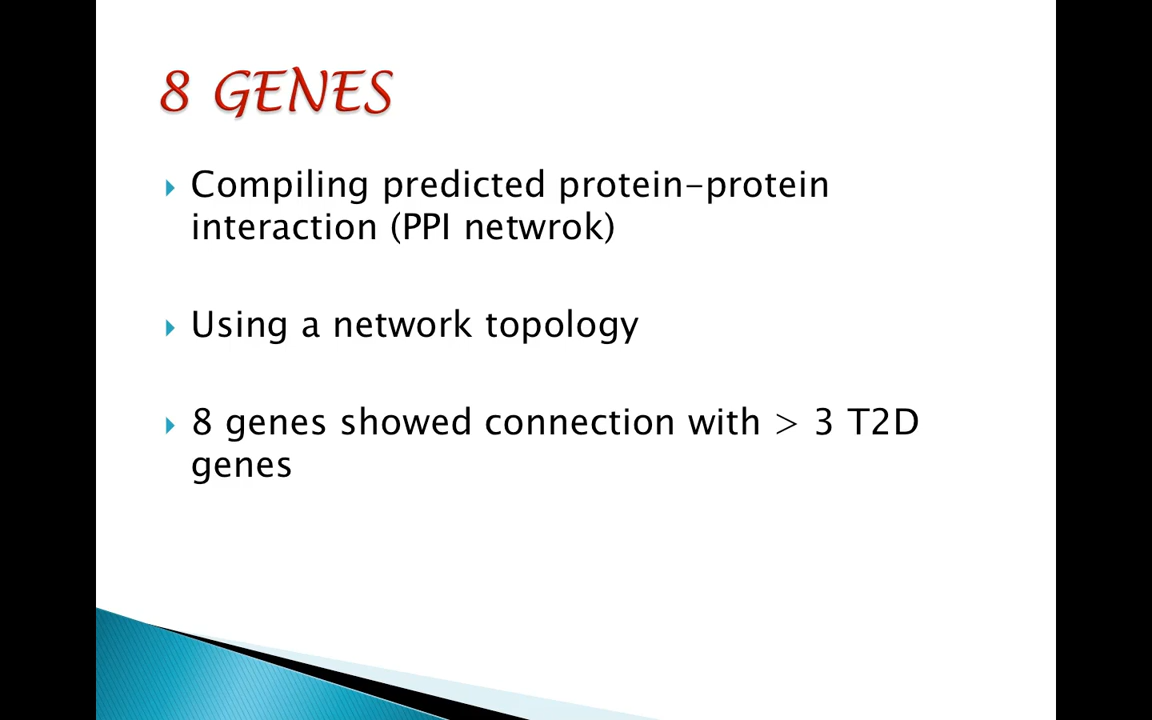 8 GENES
Compiling predicted protein-protein
interaction (PPI netwrok)
Using a network topology
8 genes showed connection with > 3 T2D
genes